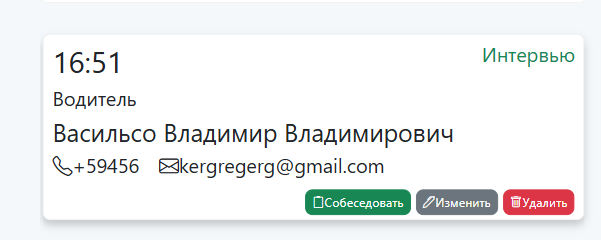 16:51
Интервью
Водитель
Васильсо Владимир Владимирович
+59456 kergregerg@gmail.com
Собеседовать Изменить Удалить